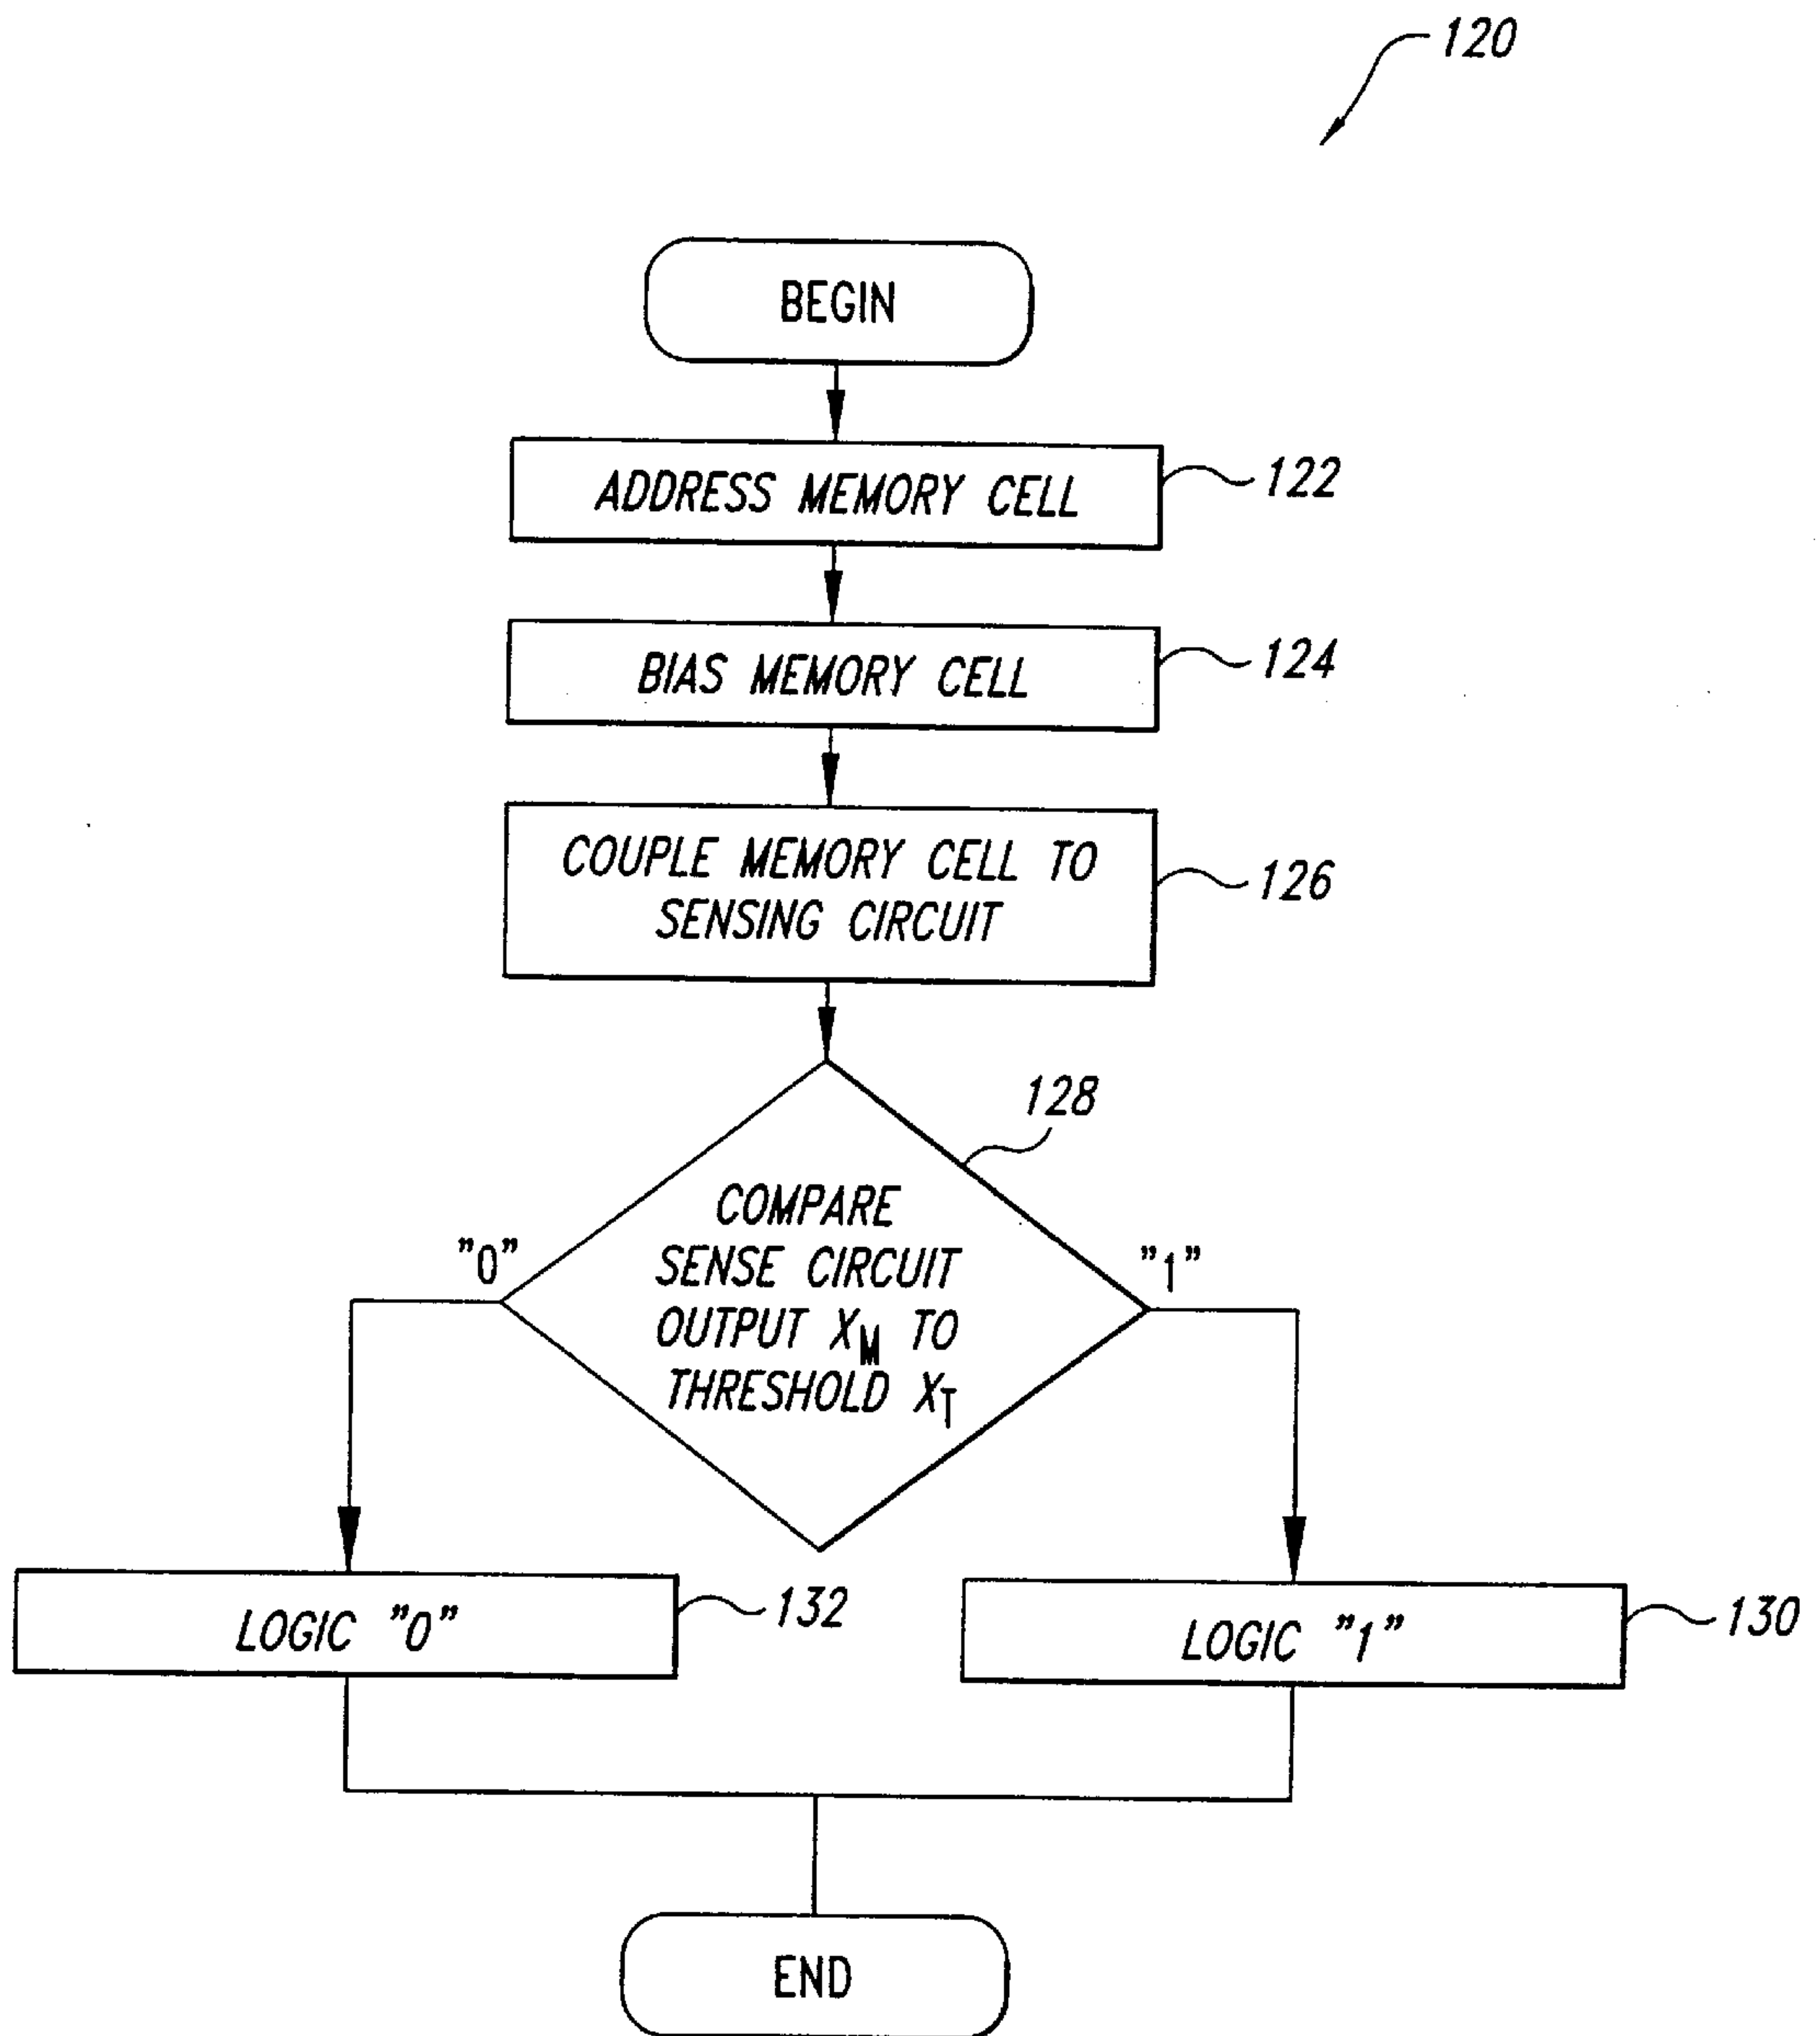 120
BEGIN
ADDRESS MEMORY CELL
122
BIAS MEMORY CELL
124
COUPLE MEMORY CELL TO
SENSING CIRCUIT
126
128
COMPARE
SENSE CIRCUIT
OUTPUT XM TO
THRESHOLD XT
"0"
"1"
LOGIC "0"
132
LOGIC "1"
130
END